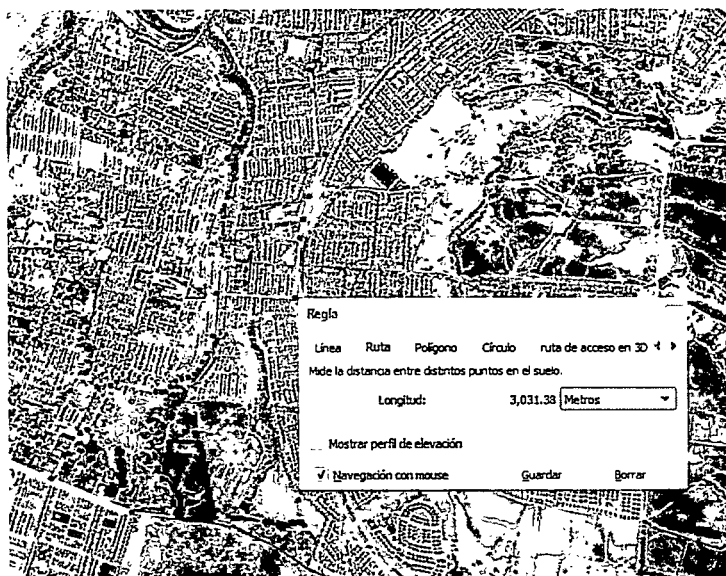 Regla
Línea Ruta Polígono Círculo ruta de acceso en 3D
Mide la distancia entre distintos puntos en el suelo.
Longitud: 3,031.38 Metros
Mostrar perfil de elevación
Navegación con mouse Guardar Borrar